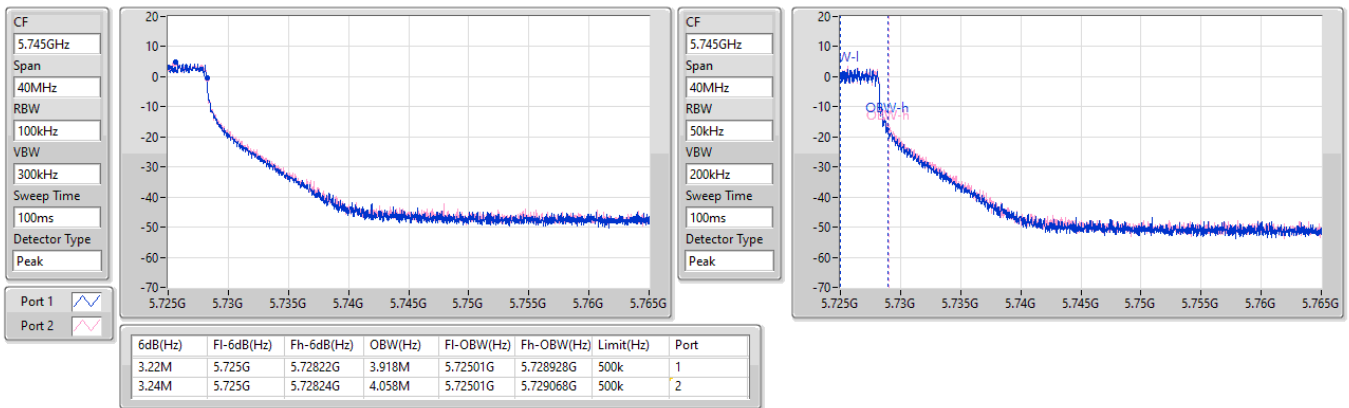 CF
5.745GHz
Span
40MHz
RBW
100kHz
VBW
300kHz
Sweep Time
100ms
Detector Type
Peak
Port 1
Port 2
20
10
0
-10
-20
-30
-40
-50
-60
-70
5.725G 5.73G 5.735G 5.74G 5.745G 5.75G 5.755G 5.76G 5.765G
CF
5.745GHz
Span
40MHz
RBW
50kHz
VBW
200kHz
Sweep Time
100ms
Detector Type
Peak
20
10
0
-10
-20
-30
-40
-50
-60
-70
W-l
OBW-h
OBW-h
5.725G 5.73G 5.735G 5.74G 5.745G 5.75G 5.755G 5.76G 5.765G
6dB(Hz) Fl-6dB(Hz) Fh-6dB(Hz) OBW(Hz) Fl-OBW(Hz) Fh-OBW(Hz) Limit(Hz) Port
3.22M 5.725G 5.72822G 3.918M 5.72501G 5.728928G 500k 1
3.24M 5.725G 5.72824G 4.058M 5.72501G 5.729068G 500k 2